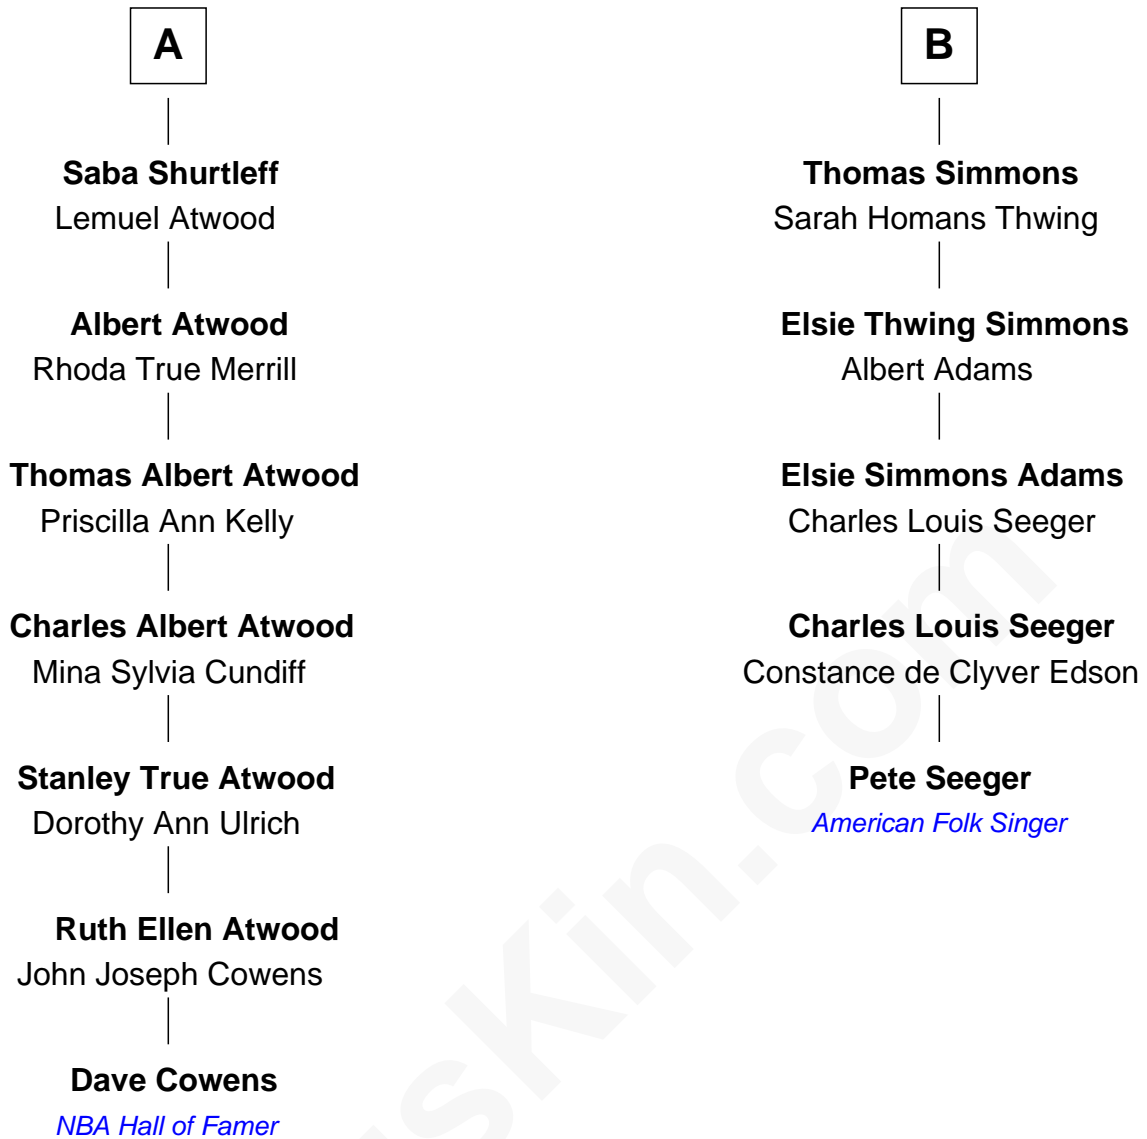 A
Saba Shurtleff
Lemuel Atwood
Albert Atwood
Rhoda True Merrill
Thomas Albert Atwood
Priscilla Ann Kelly
Charles Albert Atwood
Mina Sylvia Cundiff
Stanley True Atwood
Dorothy Ann Ulrich
Ruth Ellen Atwood
John Joseph Cowens
Dave Cowens
NBA Hall of Famer
B
Thomas Simmons
Sarah Homans Thwing
Elsie Thwing Simmons
Albert Adams
Elsie Simmons Adams
Charles Louis Seeger
Charles Louis Seeger
Constance de Clyver Edson
Pete Seeger
American Folk Singer